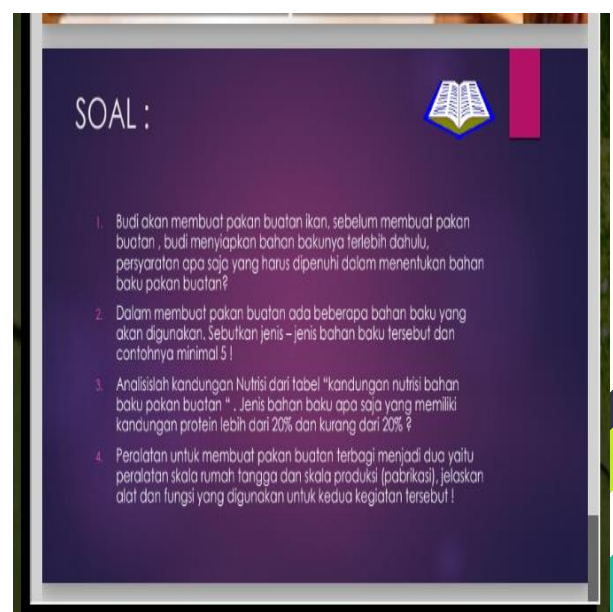 SOAL :
1. Budi akan membuat pakan buatan ikan, sebelum membuat pakan
buatan , budi menyiapkan bahan bakunya terlebih dahulu,
persyaratan apa saja yang harus dipenuhi dalam menentukan bahan
baku pakan buatan?
2. Dalam membuat pakan buatan ada beberapa bahan baku yang
akan digunakan. Sebutkan jenis – jenis bahan baku tersebut dan
contohnya minimal 5 !
3. Analisislah kandungan Nutrisi dari tabel "kandungan nutrisi bahan
baku pakan buatan " . Jenis bahan baku apa saja yang memiliki
kandungan protein lebih dari 20% dan kurang dari 20% ?
4. Peralatan untuk membuat pakan buatan terbagi menjadi dua yaitu
peralatan skala rumah tangga dan skala produksi (pabrikasi), jelaskan
alat dan fungsi yang digunakan untuk kedua kegiatan tersebut !